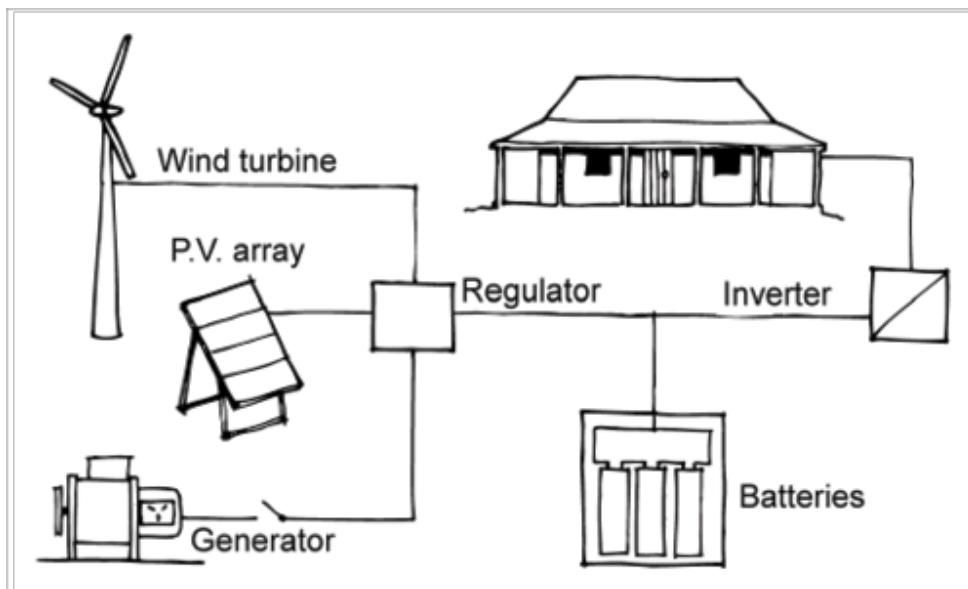 Wind turbine
P.V. array
Regulator
Inverter
Batteries
Generator